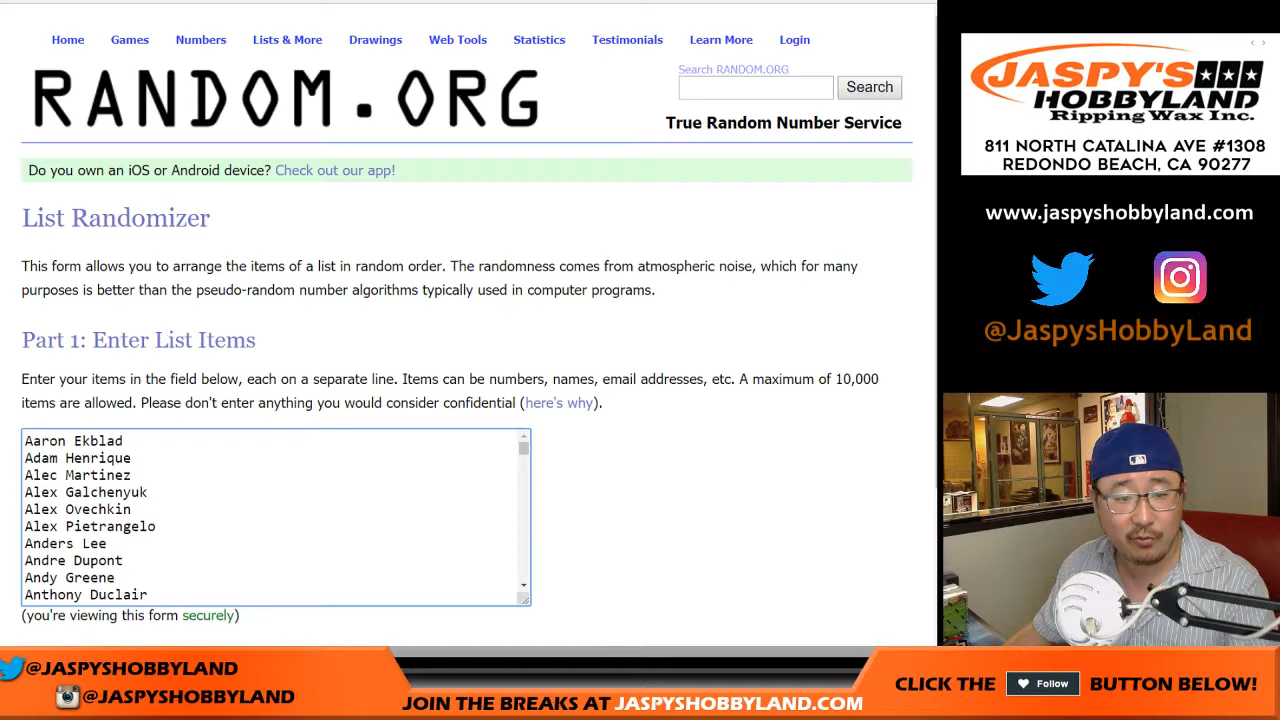 Home Games Numbers Lists & More Drawings Web Tools Statistics Testimonials Learn More Login
RANDOM.ORG
Search RANDOM.ORG
Search
True Random Number Service
Do you own an iOS or Android device? Check out our app!
List Randomizer
This form allows you to arrange the items of a list in random order. The randomness comes from atmospheric noise, which for many
purposes is better than the pseudo-random number algorithms typically used in computer programs.
Part 1: Enter List Items
Enter your items in the field below, each on a separate line. Items can be numbers, names, email addresses, etc. A maximum of 10,000
items are allowed. Please don't enter anything you would consider confidential (here's why).
Aaron Ekblad
Adam Henrique
Alec Martinez
Alex Galchenyuk
Alex Ovechkin
Alex Pietrangelo
Anders Lee
Andre Dupont
Andy Greene
Anthony Duclair
(you're viewing this form securely)
JASPY'S
HOBBYLAND
Ripping Wax Inc.
811 NORTH CATALINA AVE #1308
REDONDO BEACH, CA 90277
www.jaspyshobbyland.com
@JaspysHobbyLand
@JASPYSHOBBYLAND
@JASPYSHOBBYLAND
JOIN THE BREAKS AT JASPYSHOBBYLAND.COM
CLICK THE Follow BUTTON BELOW!